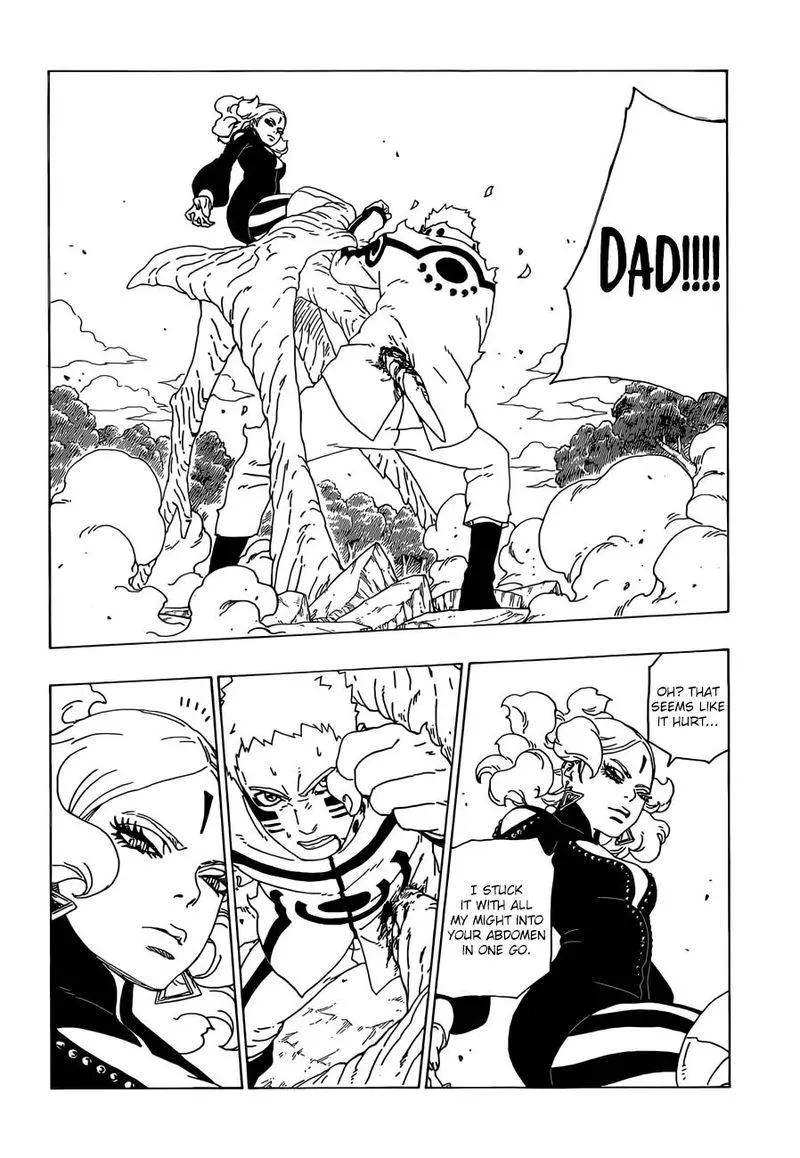 DAD!!!!
OH? THAT
SEEMS LIKE
IT HURT...
I STUCK
IT WITH ALL
MY MIGHT INTO
YOUR ABDOMEN
IN ONE GO.